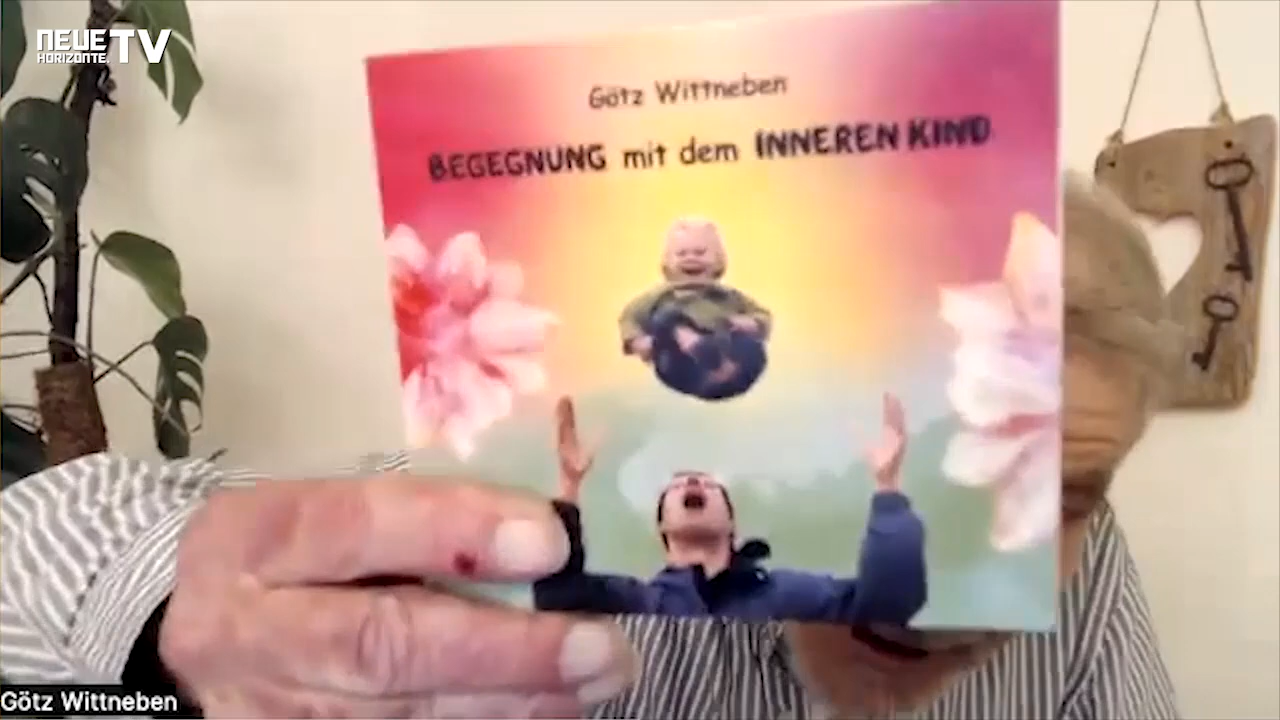 NEUE
HORIZONTE. TV
Götz Wittneben
BEGEGNUNG mit dem INNEREN KIND
Götz Wittneben